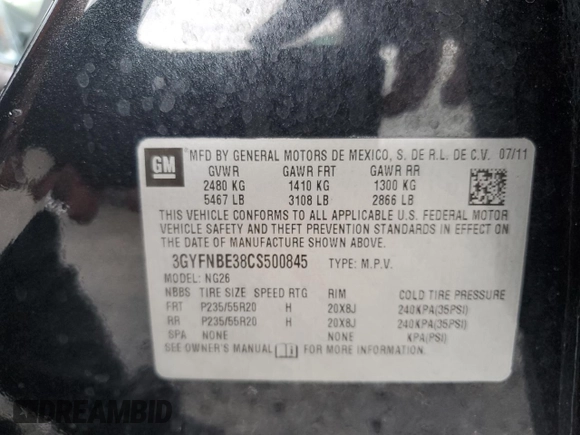 GM
MFD BY GENERAL MOTORS DE MEXICO, S. DE R.L. DE C.V. 07/11
GVWR GAWR FRT GAWR RR
2480 KG 1410 KG 1300 KG
5467 LB 3108 LB 2866 LB
THIS VEHICLE CONFORMS TO ALL APPLICABLE U.S. FEDERAL MOTOR
VEHICLE SAFETY AND THEFT PREVENTION STANDARDS IN EFFECT ON
THE DATE OF MANUFACTURE SHOWN ABOVE.
3GYFNBE38CS500845 TYPE: M.P.V.
MODEL: NG26
NBBS TIRE SIZE SPEED RTG RIM COLD TIRE PRESSURE
FRT P235/55R20 H 20X8J 240KPA(35PSI)
RR P235/55R20 H 20X8J 240KPA(35PSI)
SPA NONE NONE KPA(PSI)
SEE OWNER'S MANUAL FOR MORE INFORMATION.
DREAMBID